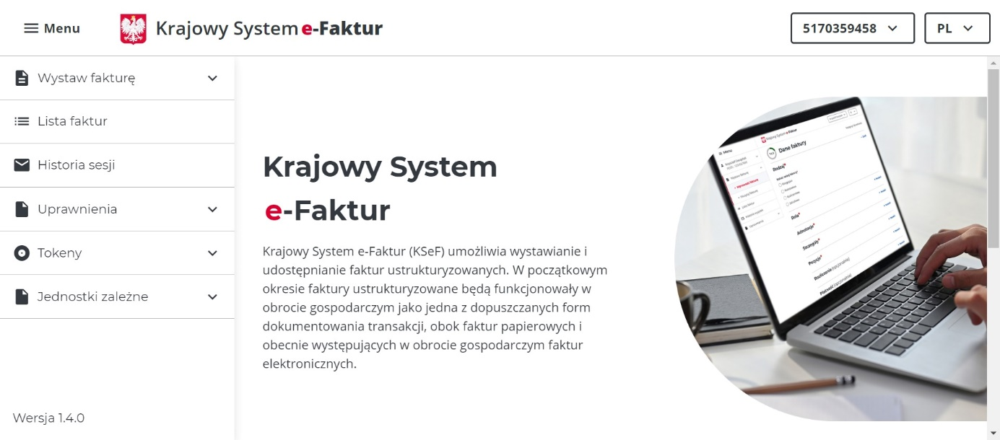 Menu
Krajowy System e-Faktur
5170359458
PL
Wystaw fakturę
Lista faktur
Historia sesji
Uprawnienia
Tokeny
Jednostki zależne
Wersja 1.4.0
Krajowy System
e-Faktur
Krajowy System e-Faktur (KSeF) umożliwia wystawianie i
udostępnianie faktur ustrukturyzowanych. W początkowym
okresie faktury ustrukturyzowane będą funkcjonowały w
obrocie gospodarczym jako jedna z dopuszczanych form
dokumentowania transakcji, obok faktur papierowych i
obecnie występujących w obrocie gospodarczym faktur
elektronicznych.
Krajowy System e-Faktur
Menu
Dane faktury
Rodzaj*
Rola*
Adnotacje*
Szczegóły*
Pozycje*
Rozliczenie (opcjonalnie)
Płatność (opcjonalnie)